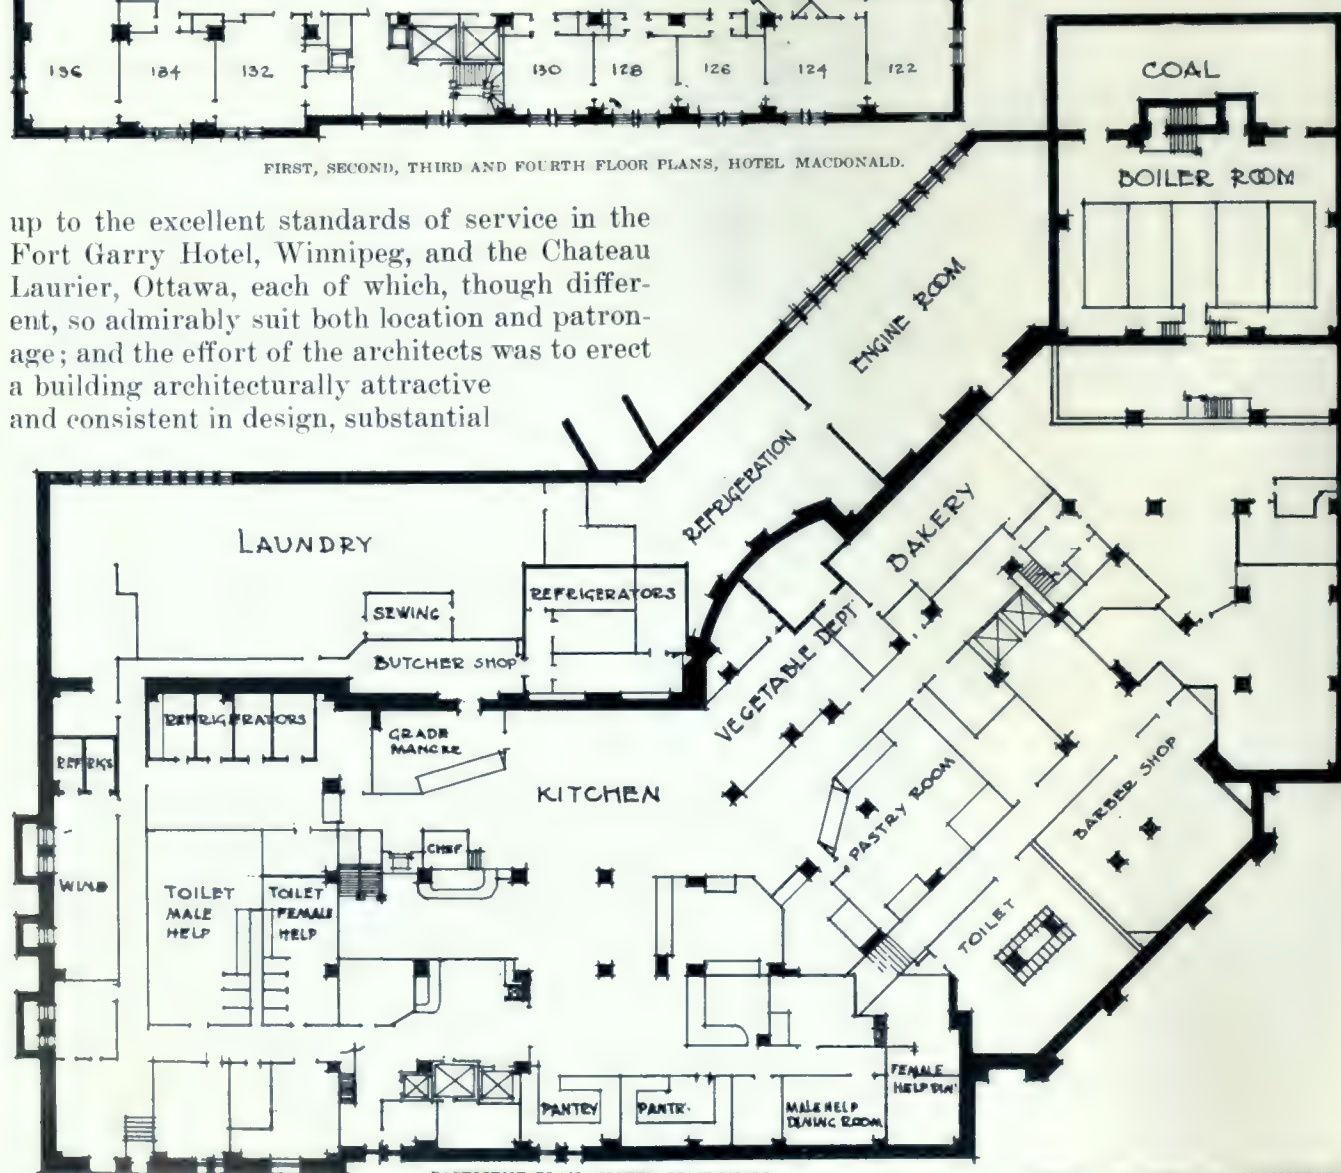 136
134
132
130
128
126
124
122
FIRST, SECOND, THIRD AND FOURTH FLOOR PLANS, HOTEL MACDONALD.
up to the excellent standards of service in the
Fort Garry Hotel, Winnipeg, and the Chateau
Laurier, Ottawa, each of which, though differ-
ent, so admirably suit both location and patron-
age; and the effort of the architects was to erect
a building architecturally attractive
and consistent in design, substantial
COAL
BOILER ROOM
ENGINE ROOM
REFRIGERATION
BAKERY
LAUNDRY
SEWING
REFRIGERATORS
BUTCHER SHOP
VEGETABLE DEPT
REFRIGERATORS
GRADE
MANGRE
REFRIGS
KITCHEN
PASTRY ROOM
BARBER SHOP
CHEF
WIND
TOILET
MALE
HELP
TOILET
FEMALE
HELP
TOILET
FEMALE
HELP DIN'
PANTRY
PANTR.
MALE HELP
DINING ROOM